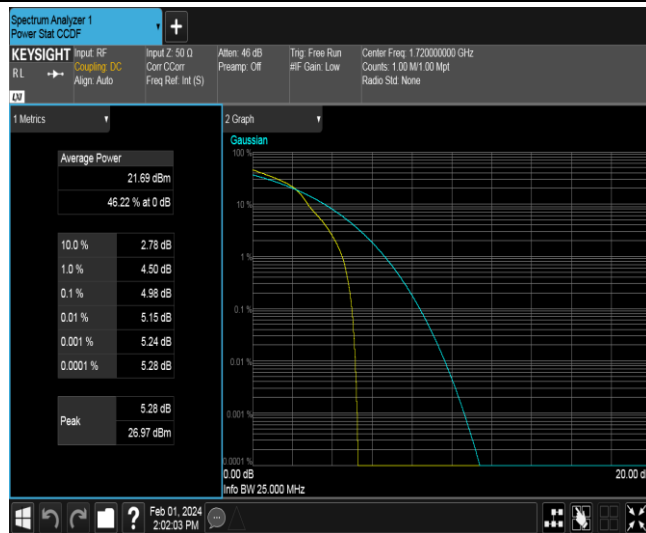 Spectrum Analyzer 1
Power Stat CCDF
+
KEYSIGHT
RL
Input: RF
Coupling: DC
Align: Auto
Input Z: 50 Ω
Corr CCorr
Freq Ref: Int (S)
Atten: 46 dB
Preamp: Off
Trig: Free Run
#IF Gain: Low
Center Freq: 1.720000000 GHz
Counts: 1.00 M/1.00 Mpt
Radio Std: None
1 Metrics
Average Power
21.69 dBm
46.22 % at 0 dB
10.0 % 2.78 dB
1.0 % 4.50 dB
0.1 % 4.98 dB
0.01 % 5.15 dB
0.001 % 5.24 dB
0.0001 % 5.28 dB
Peak
5.28 dB
26.97 dBm
2 Graph
Gaussian
100 %
10 %
1 %
0.1 %
0.01 %
0.001 %
0.0001 %
0.00 dB
20.00 d
Info BW 25.000 MHz
?
Feb 01, 2024
2:02:03 PM